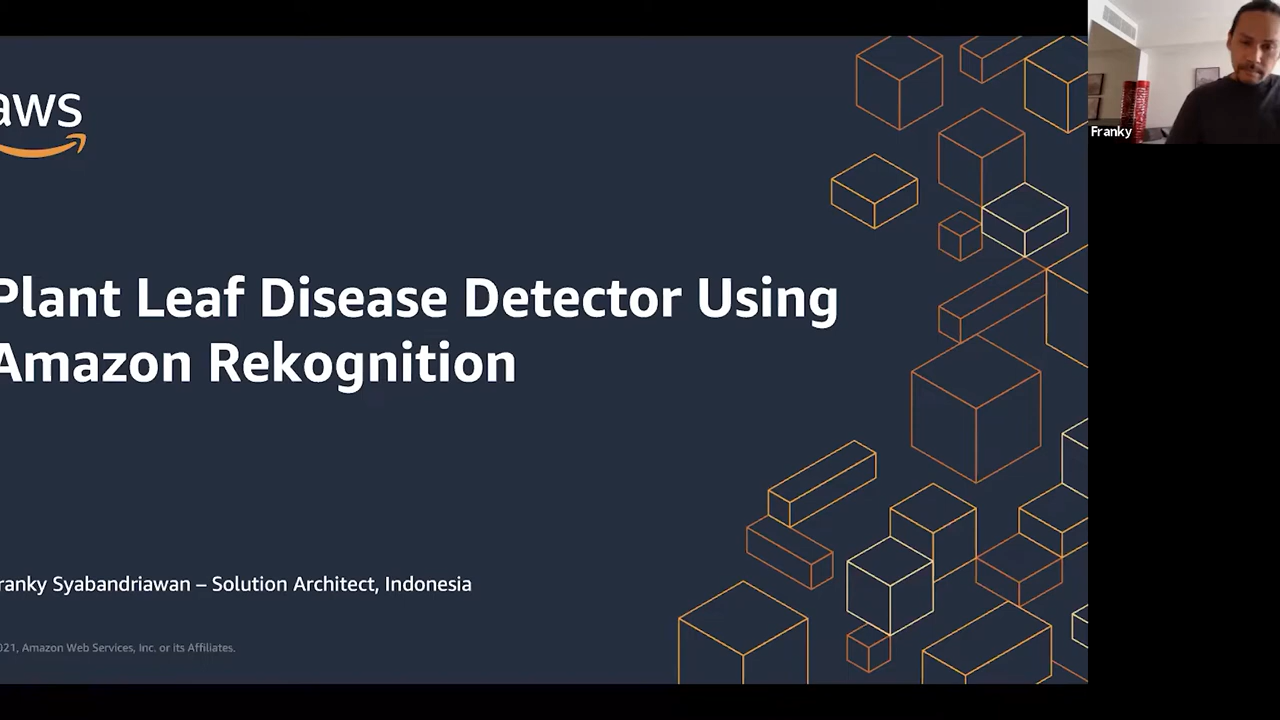 aws
Plant Leaf Disease Detector Using
Amazon Rekognition
ranky Syabandriawan – Solution Architect, Indonesia
021, Amazon Web Services, Inc. or its Affiliates.
Franky